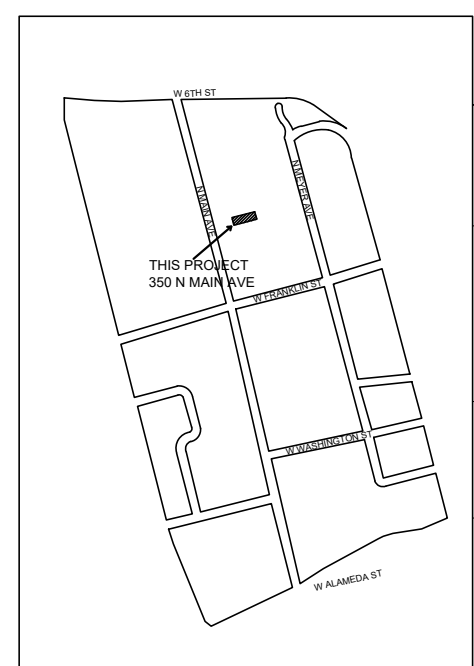 W 6TH ST
N MAIN AVE
N MEYER AVE
THIS PROJECT
350 N MAIN AVE
W FRANKLIN ST
W WASHINGTON ST
W ALAMEDA ST